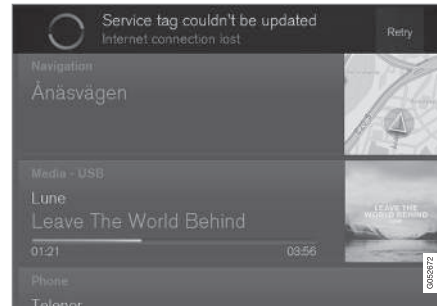 Service tag couldn't be updated
Internet connection lost
Retry
Navigation
Ånäsvägen
Media - USB
Lune
Leave The World Behind
01:21
03:56
LEAVE THE
WORLD BEHIND
Phone
Telenor
G052672